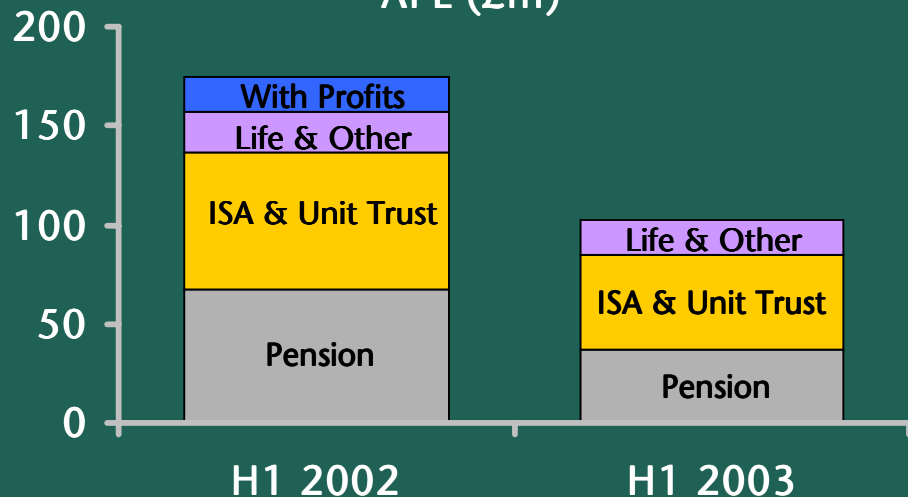 200
150
100
50
0
With Profits
Life & Other
ISA & Unit Trust
Pension
Life & Other
ISA & Unit Trust
Pension
H1 2002
H1 2003